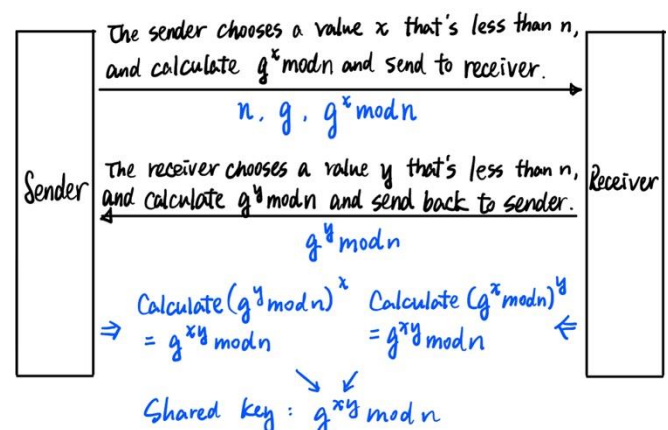 The sender chooses a value x that's less than n,
and calculate g^x mod n and send to receiver.
n, g, g^x mod n
Sender
The receiver chooses a value y that's less than n,
and calculate g^y mod n and send back to sender.
Receiver
g^y mod n
Calculate (g^y mod n)^x
= g^xy mod n
Calculate (g^x mod n)^y
= g^xy mod n
Shared key : g^xy mod n